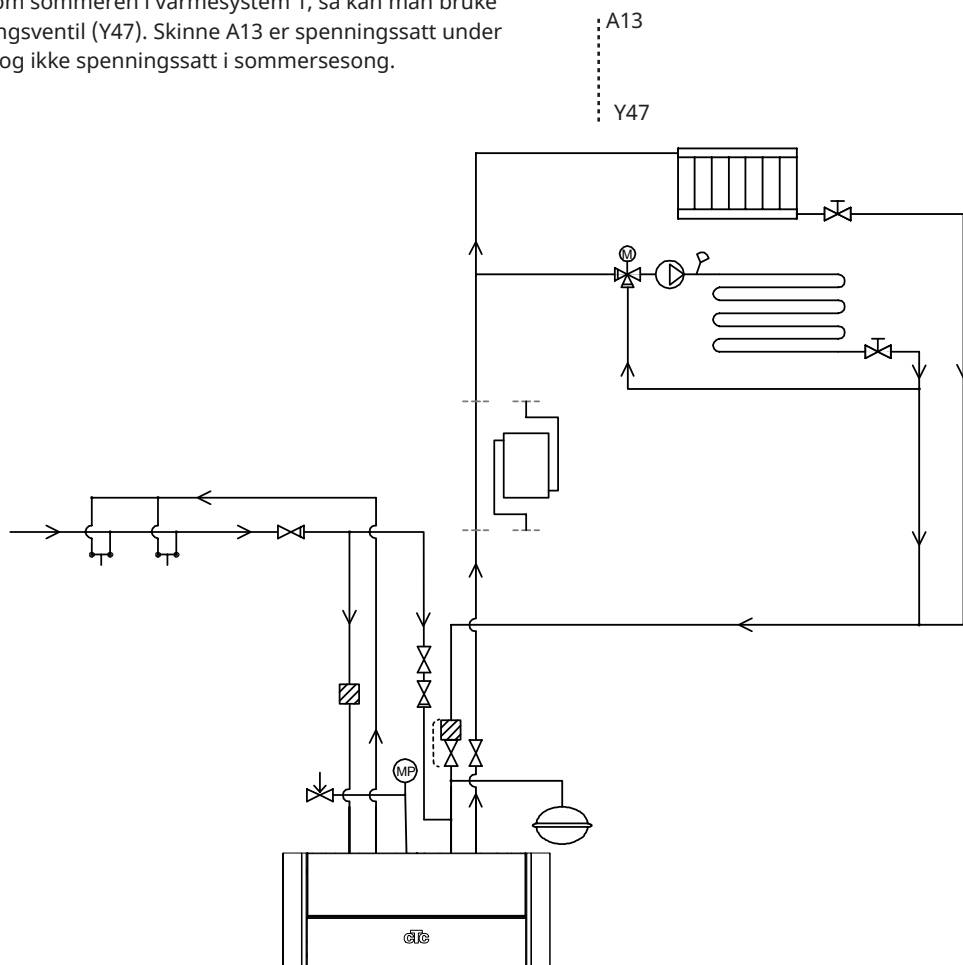 om sommeren i varmesystem 1, så kan man bruke
ngsventil (Y47). Skinne A13 er spenningssatt under
og ikke spenningssatt i sommersesong.
A13
Y47
M
MP
CTC